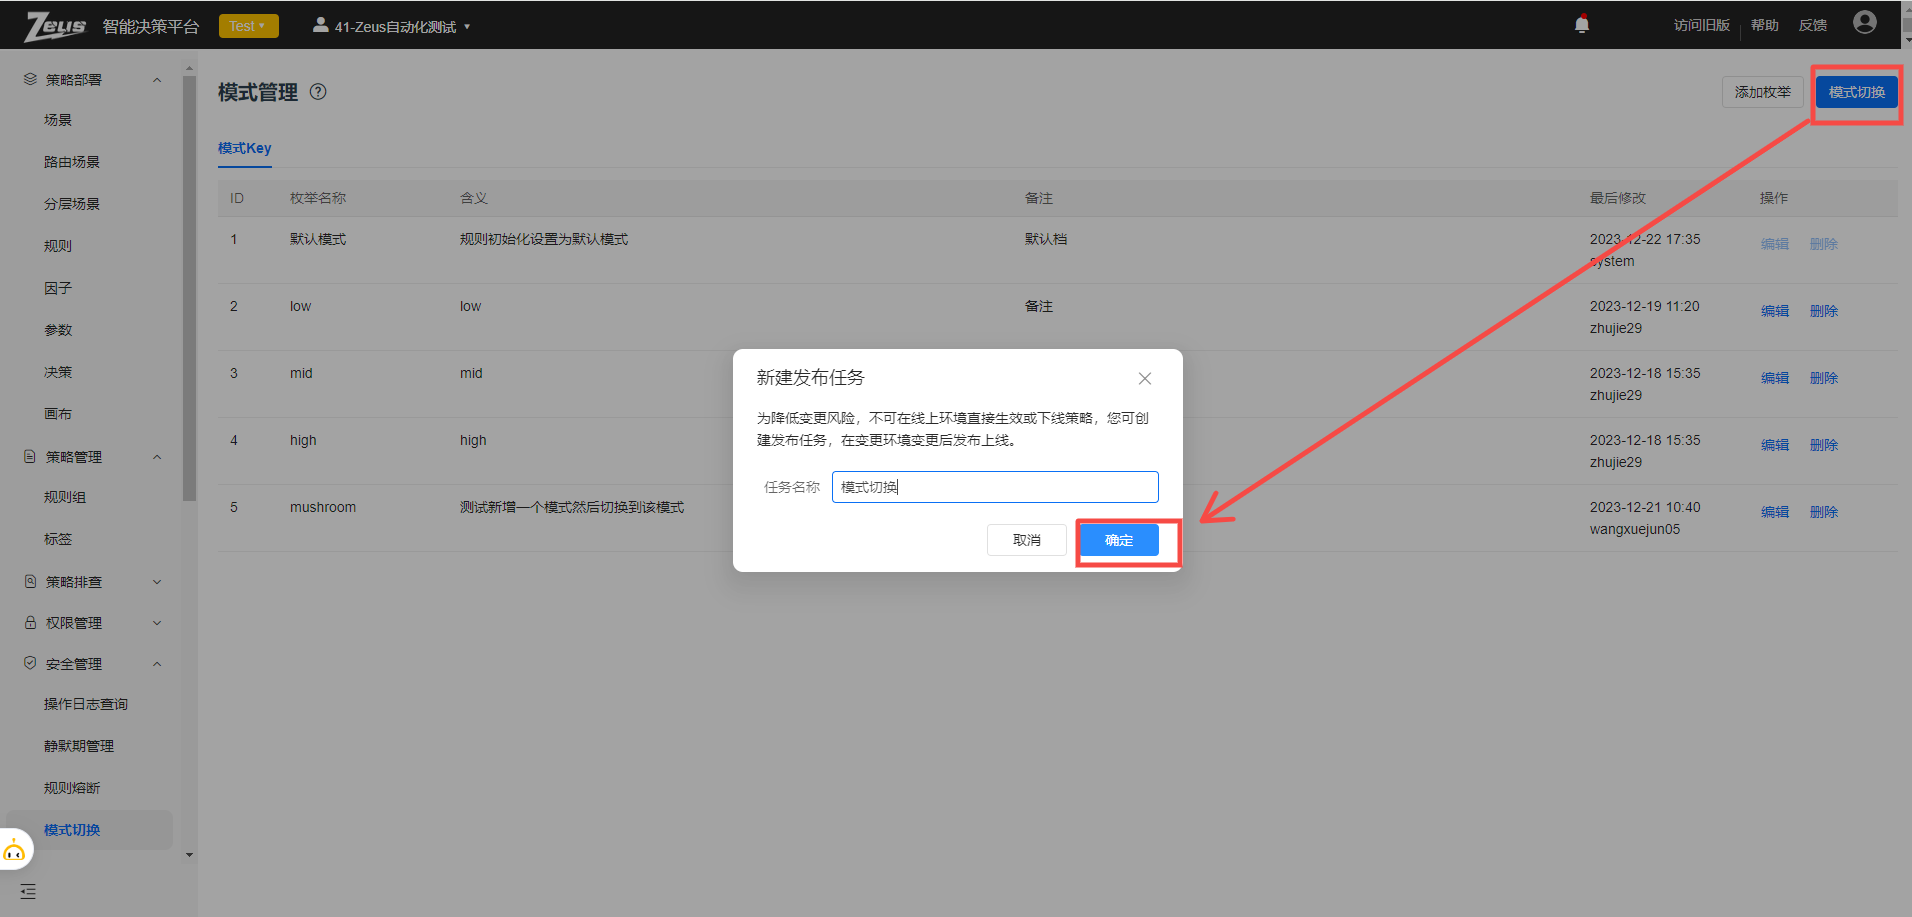 Zeus 智能决策平台 Test 41-Zeus自动化测试 访问旧版 帮助 反馈
策略部署
场景
路由场景
分层场景
规则
因子
参数
决策
画布
策略管理
规则组
标签
策略排查
权限管理
安全管理
操作日志查询
静默期管理
规则熔断
模式切换
模式管理 ? 添加枚举 模式切换
模式Key
ID 枚举名称 含义 备注 最后修改 操作
1 默认模式 规则初始化设置为默认模式 默认档 2023-12-22 17:35 编辑 删除
system
2 low low 备注 2023-12-19 11:20 编辑 删除
zhujie29
3 mid mid 2023-12-18 15:35 编辑 删除
zhujie29
4 high high 2023-12-18 15:35 编辑 删除
zhujie29
5 mushroom 测试新增一个模式然后切换到该模式 2023-12-21 10:40 编辑 删除
wangxuejun05
新建发布任务
为降低变更风险，不可在线上环境直接生效或下线策略，您可创
建发布任务，在变更环境变更后发布上线。
任务名称 模式切换
取消 确定